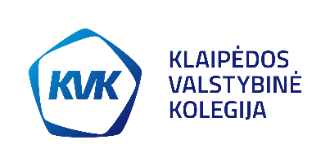 KVK
KLAIPĖDOS
VALSTYBINĖ
KOLEGIJA